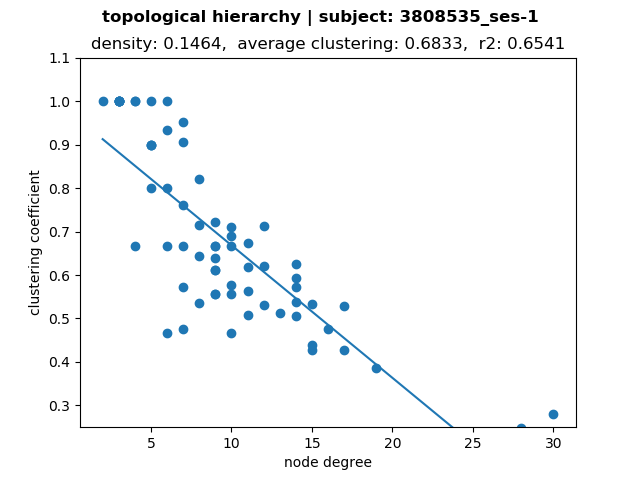 topological hierarchy | subject: 3808535_ses-1
density: 0.1464,  average clustering: 0.6833,  r2: 0.6541
1.1
1.0
0.9
0.8
0.7
0.6
0.5
0.4
0.3
clustering coefficient
5 10 15 20 25 30
node degree